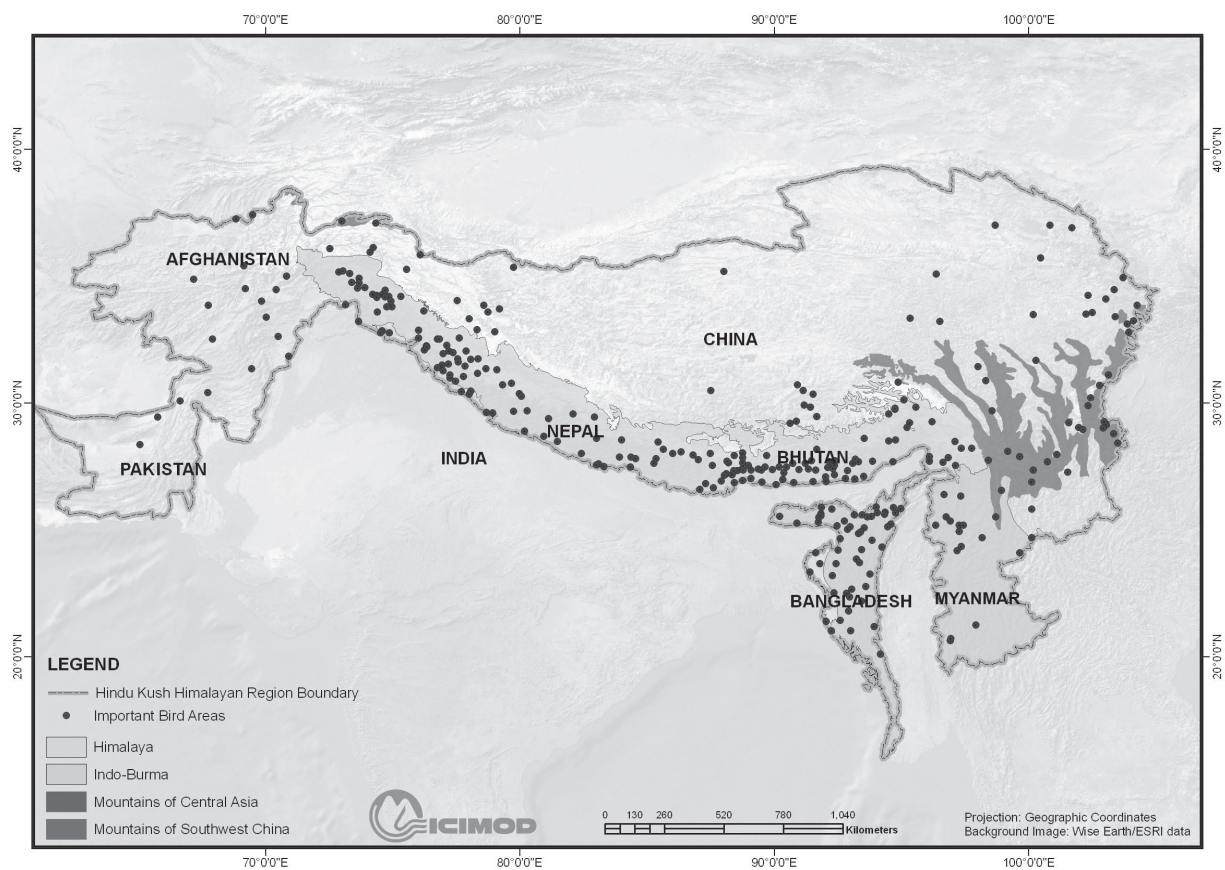 70°0'0"E 80°0'0"E 90°0'0"E 100°0'0"E
40°0'0"N 40°0'0"N
AFGHANISTAN
CHINA
30°0'0"N 30°0'0"N
NEPAL
INDIA BHUTAN
PAKISTAN
BANGLADESH MYANMAR
20°0'0"N 20°0'0"N
LEGEND
Hindu Kush Himalayan Region Boundary
Important Bird Areas
Himalaya
Indo-Burma
Mountains of Central Asia
Mountains of Southwest China
ICIMOD
0 130 260 520 780 1,040
Kilometers
Projection: Geographic Coordinates
Background Image: Wise Earth/ESRI data
70°0'0"E 80°0'0"E 90°0'0"E 100°0'0"E